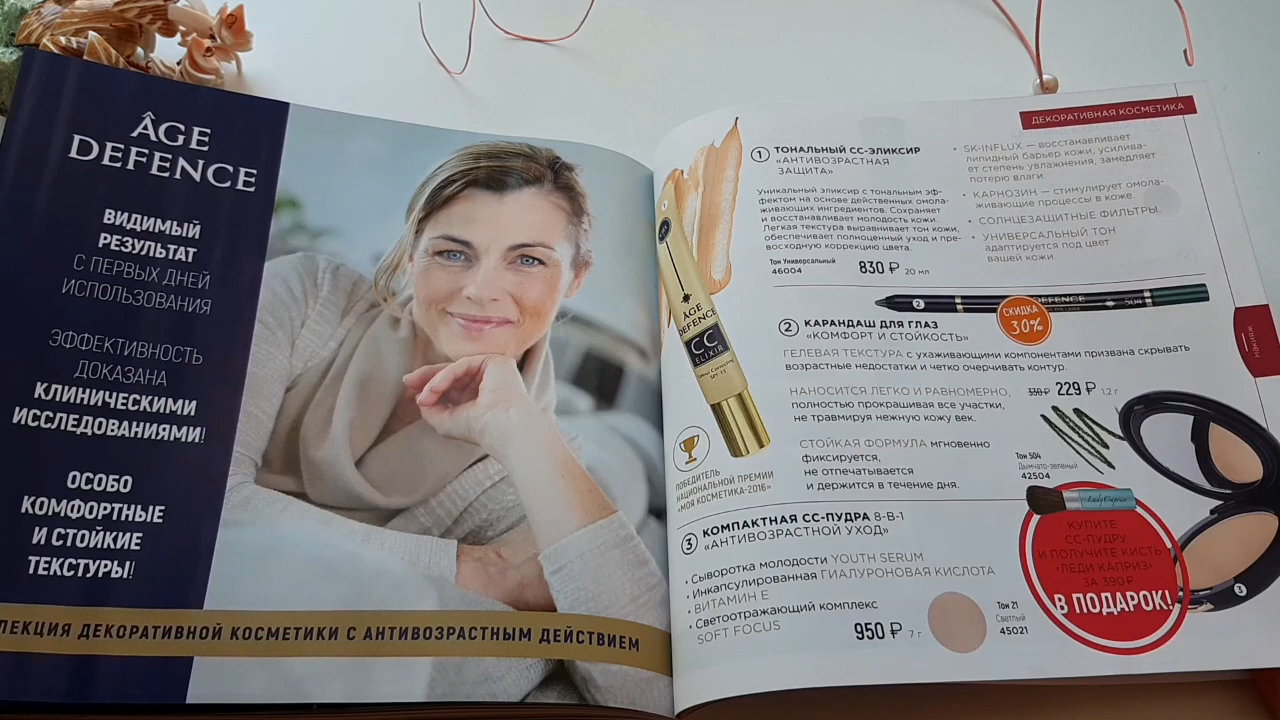 ÂGE
DEFENCE
ВИДИМЫЙ
РЕЗУЛЬТАТ
С ПЕРВЫХ ДНЕЙ
ИСПОЛЬЗОВАНИЯ
ЭФФЕКТИВНОСТЬ
ДОКАЗАНА
КЛИНИЧЕСКИМИ
ИССЛЕДОВАНИЯМИ!
ОСОБО
КОМФОРТНЫЕ
И СТОЙКИЕ
ТЕКСТУРЫ!
ЛЕКЦИЯ ДЕКОРАТИВНОЙ КОСМЕТИКИ С АНТИВОЗРАСТНЫМ ДЕЙСТВИЕМ
ДЕКОРАТИВНАЯ КОСМЕТИКА
1 ТОНАЛЬНЫЙ СС-ЭЛИКСИР
«АНТИВОЗРАСТНАЯ
ЗАЩИТА»
Уникальный эликсир с тональным эф-
фектом на основе действенных омола-
живающих ингредиентов. Сохраняет
и восстанавливает молодость кожи.
Легкая текстура выравнивает тон кожи,
обеспечивает полноценный уход и пре-
восходную коррекцию цвета.
Тон Универсальный
46004
830 ₽ 20 мл
• SK-INFLUX — восстанавливает
липидный барьер кожи, усилива-
ет степень увлажнения, замедляет
потерю влаги.
• КАРНОЗИН — стимулирует омола-
живающие процессы в коже.
• СОЛНЦЕЗАЩИТНЫЕ ФИЛЬТРЫ.
• УНИВЕРСАЛЬНЫЙ ТОН
адаптируется под цвет
вашей кожи.
1
ÂGE
DEFENCE
CC
ELIXIR
SPF 15
ПОБЕДИТЕЛЬ
НАЦИОНАЛЬНОЙ ПРЕМИИ
«МОЯ КОСМЕТИКА-2016»
2
DEFENCE
504
СКИДКА
30%
2 КАРАНДАШ ДЛЯ ГЛАЗ
«КОМФОРТ И СТОЙКОСТЬ»
ГЕЛЕВАЯ ТЕКСТУРА с ухаживающими компонентами призвана скрывать
возрастные недостатки и четко очерчивать контур.
НАНОСИТСЯ ЛЕГКО И РАВНОМЕРНО,
полностью прокрашивая все участки,
не травмируя нежную кожу век.
229 ₽ 1,2 г
СТОЙКАЯ ФОРМУЛА мгновенно
фиксируется,
не отпечатывается
и держится в течение дня.
Тон 504
Дымчато-зеленый
42504
макияж
3 КОМПАКТНАЯ СС-ПУДРА 8-В-1
«АНТИВОЗРАСТНОЙ УХОД»
• Сыворотка молодости YOUTH SERUM
• Инкапсулированная ГИАЛУРОНОВАЯ КИСЛОТА
• ВИТАМИН Е
• Светоотражающий комплекс
SOFT FOCUS
950 ₽ 7 г
Тон 21
Светлый
45021
LadyCaprice
КУПИТЕ
СС-ПУДРУ
И ПОЛУЧИТЕ КИСТЬ
«ЛЕДИ КАПРИЗ»
ЗА 390 ₽
В ПОДАРОК!
3